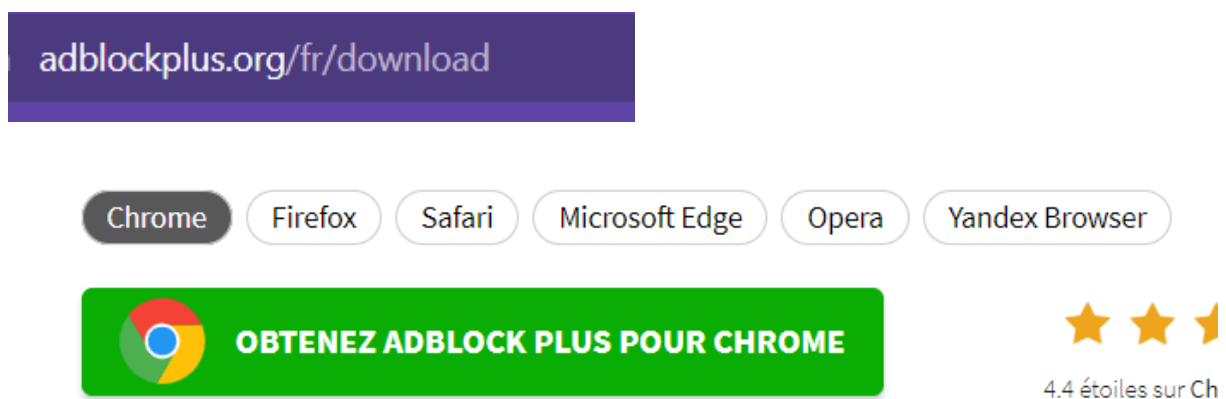 adblockplus.org/fr/download
Chrome Firefox Safari Microsoft Edge Opera Yandex Browser
OBTENEZ ADBLOCK PLUS POUR CHROME
4.4 étoiles sur